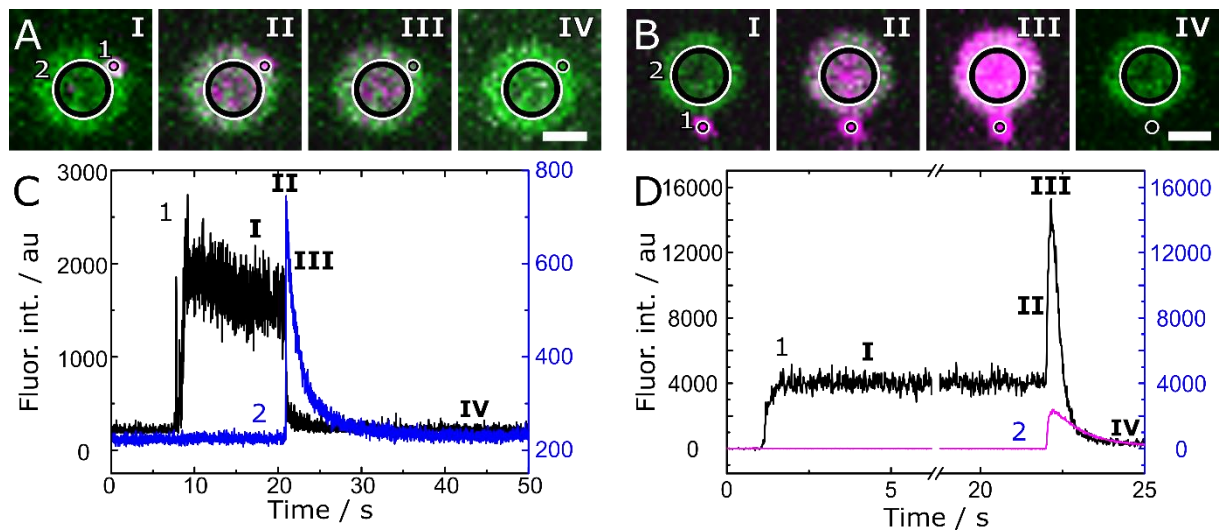 A I II III IV
1
2
B I II III IV
2
1
C
3000
2000
1000
0
Fluor. int. / au
0 10 20 30 40 50
Time / s
800
600
400
200
1
I
II
III
2
IV
D
16000
12000
8000
4000
0
Fluor. int. / au
0 5 20 25
Time / s
16000
12000
8000
4000
0
1
I
II
III
2
IV